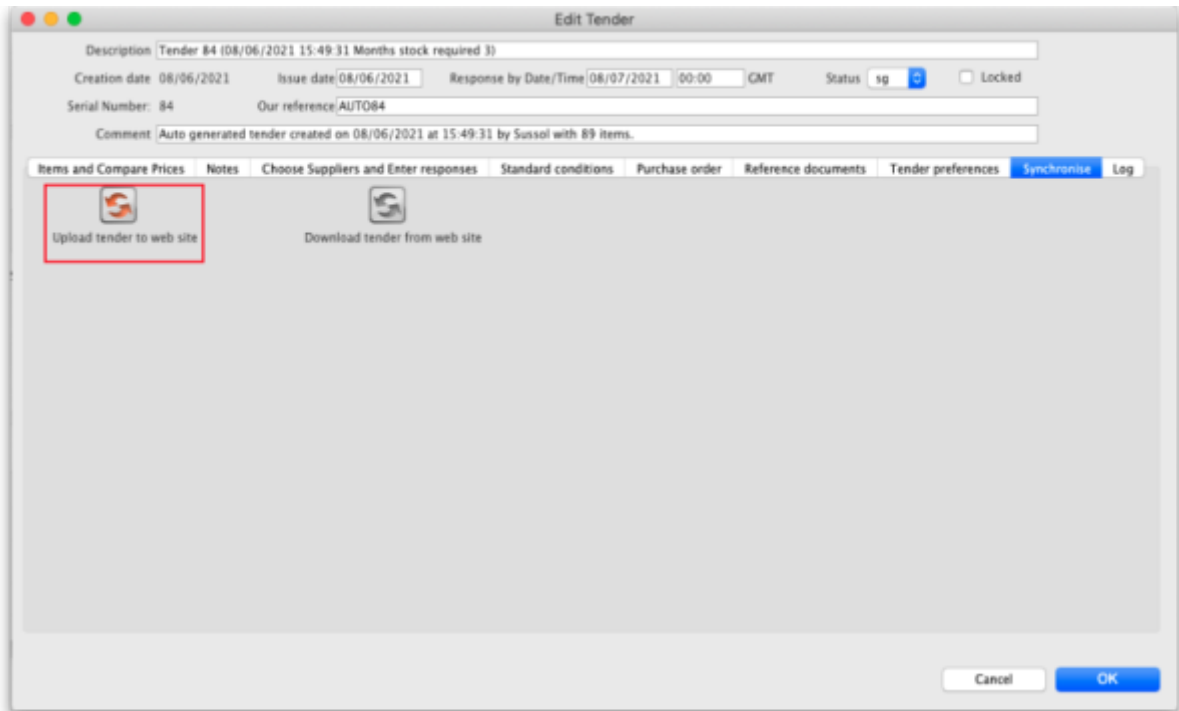 Edit Tender
Description Tender 84 (08/06/2021 15:49:31 Months stock required 3)
Creation date 08/06/2021 Issue date 08/06/2021 Response by Date/Time 08/07/2021 00:00 GMT Status sg Locked
Serial Number: 84 Our reference AUTO84
Comment Auto generated tender created on 08/06/2021 at 15:49:31 by Sussol with 89 items.
Items and Compare Prices Notes Choose Suppliers and Enter responses Standard conditions Purchase order Reference documents Tender preferences Synchronise Log
Upload tender to web site Download tender from web site
Cancel OK